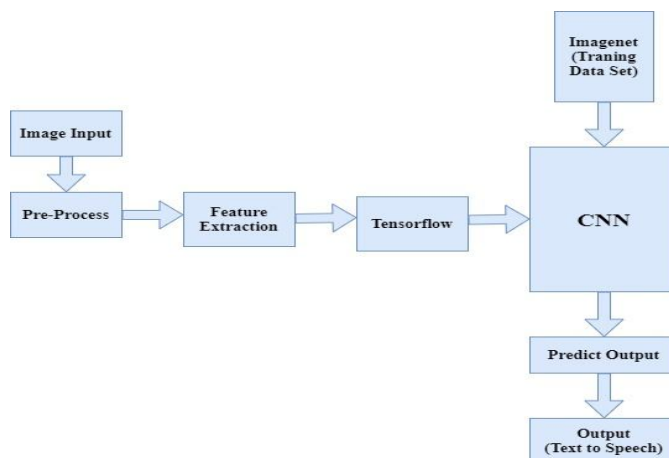 Imagenet
(Traning
Data Set)
Image Input
Pre-Process
Feature
Extraction
Tensorflow
CNN
Predict Output
Output
(Text to Speech)